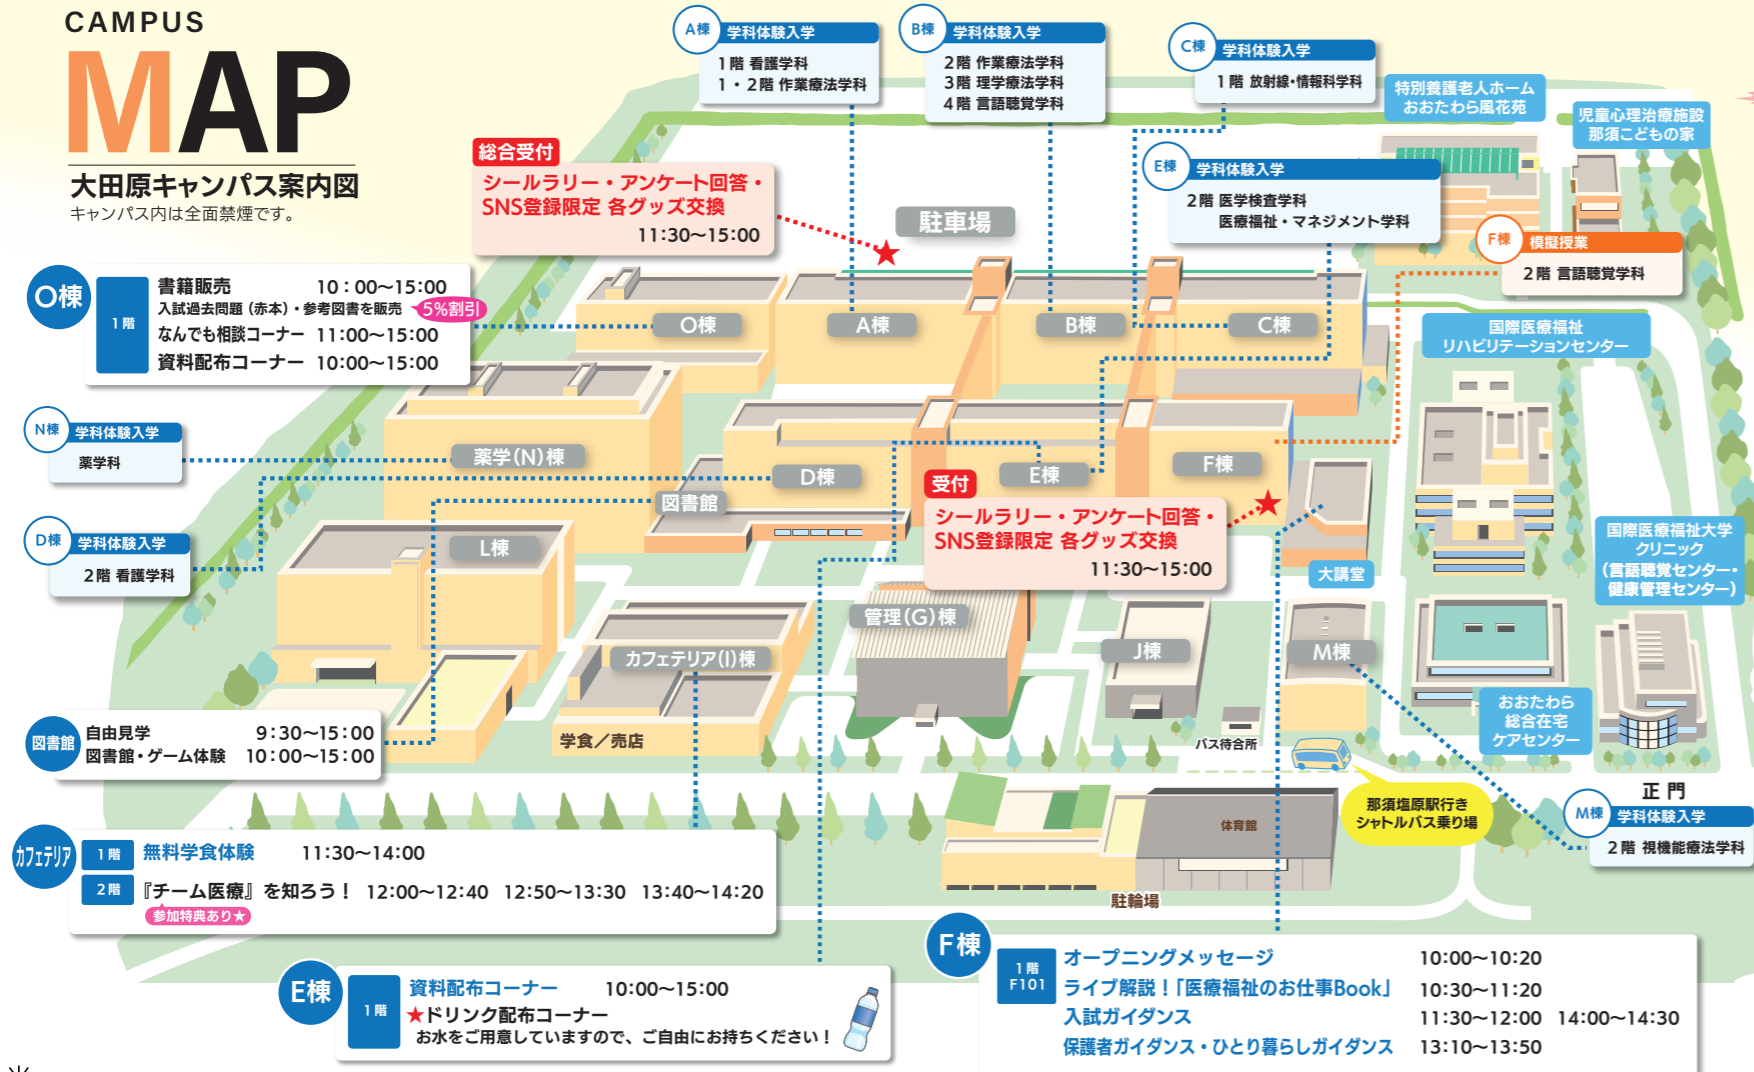 CAMPUS
MAP
大田原キャンパス案内図
キャンパス内は全面禁煙です。
A棟 学科体験入学
1階 看護学科
1・2階 作業療法学科
B棟 学科体験入学
2階 作業療法学科
3階 理学療法学科
4階 言語聴覚学科
C棟 学科体験入学
1階 放射線・情報科学科
特別養護老人ホーム
おおたわら風花苑
児童心理治療施設
那須こどもの家
総合受付
シールラリー・アンケート回答・
SNS登録限定 各グッズ交換
11:30〜15:00
駐車場
E棟 学科体験入学
2階 医学検査学科
医療福祉・マネジメント学科
F棟 模擬授業
2階 言語聴覚学科
O棟
1階
書籍販売 10:00〜15:00
入試過去問題(赤本)・参考図書を販売 5%割引
なんでも相談コーナー 11:00〜15:00
資料配布コーナー 10:00〜15:00
O棟
A棟
B棟
C棟
国際医療福祉
リハビリテーションセンター
N棟 学科体験入学
薬学科
薬学(N)棟
D棟
E棟
F棟
図書館
受付
シールラリー・アンケート回答・
SNS登録限定 各グッズ交換
11:30〜15:00
D棟 学科体験入学
2階 看護学科
L棟
大講堂
国際医療福祉大学
クリニック
(言語聴覚センター・
健康管理センター)
管理(G)棟
カフェテリア(I)棟
J棟
M棟
図書館
自由見学 9:30〜15:00
図書館・ゲーム体験 10:00〜15:00
学食/売店
バス待合所
おおたわら
総合在宅
ケアセンター
正門
那須塩原駅行き
シャトルバス乗り場
M棟 学科体験入学
2階 視機能療法学科
体育館
駐輪場
カフェテリア
1階 無料学食体験 11:30〜14:00
2階 『チーム医療』を知ろう! 12:00〜12:40 12:50〜13:30 13:40〜14:20
参加特典あり★
E棟
1階
資料配布コーナー 10:00〜15:00
★ドリンク配布コーナー
お水をご用意していますので、ご自由にお持ちください!
F棟
1階
F101
オープニングメッセージ 10:00〜10:20
ライブ解説!「医療福祉のお仕事Book」 10:30〜11:20
入試ガイダンス 11:30〜12:00 14:00〜14:30
保護者ガイダンス・ひとり暮らしガイダンス 13:10〜13:50